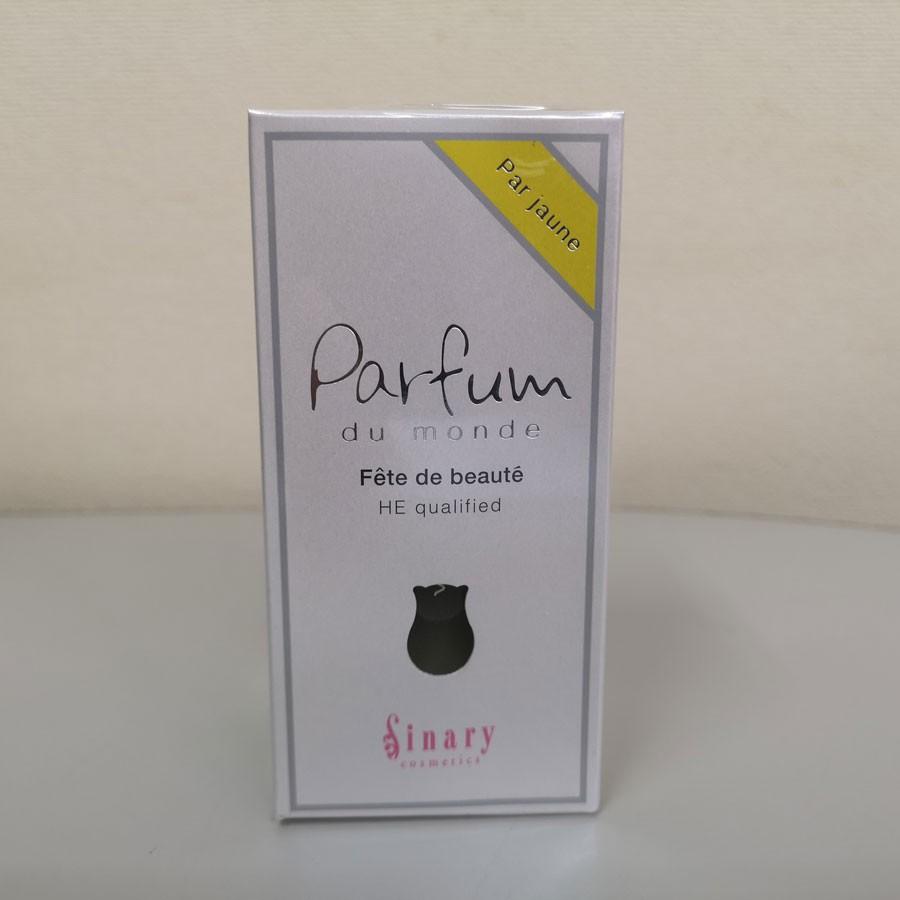 Par jaune
Parfum
du monde
Fête de beauté
HE qualified
Sinary
cosmetics